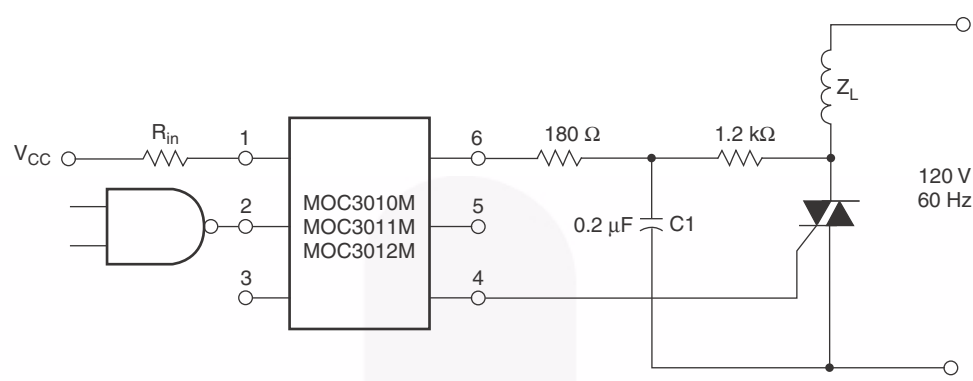 V_CC
R_in
1
2
3
MOC3010M
MOC3011M
MOC3012M
6
5
4
180 Ω
1.2 kΩ
0.2 μF
C1
Z_L
120 V
60 Hz